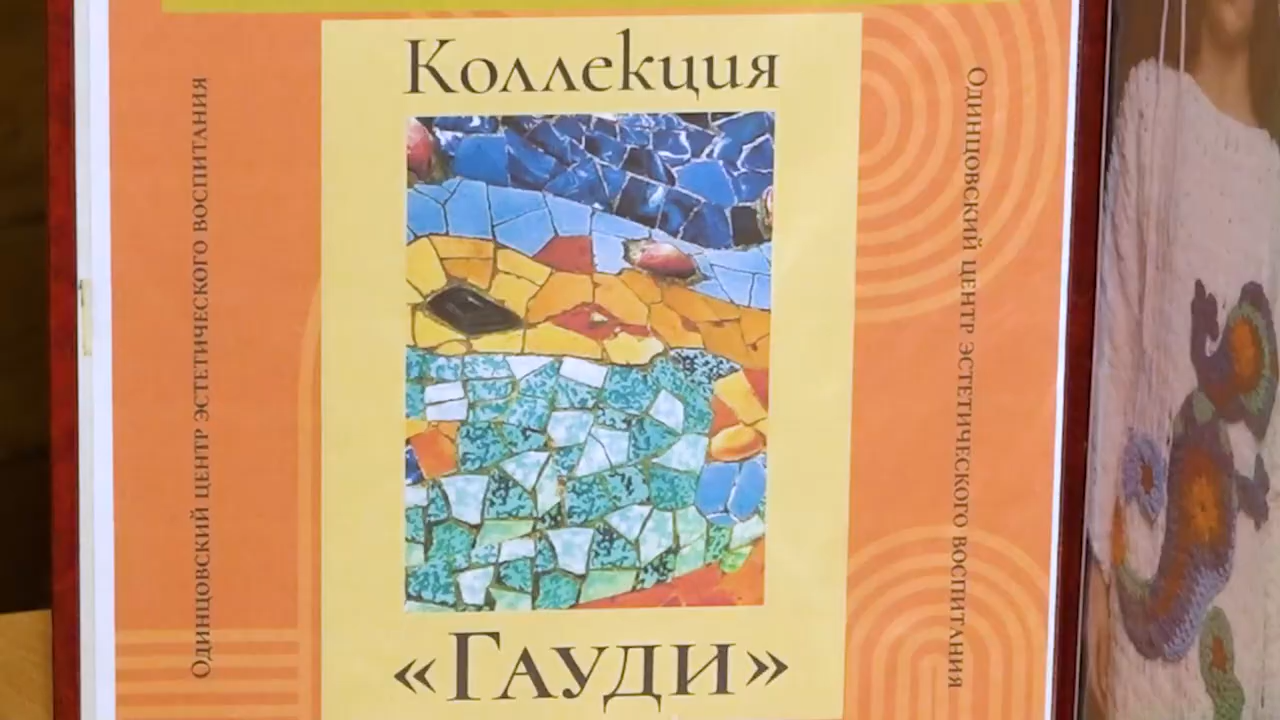 Коллекция
«Гауди»
Одинцовский центр эстетического воспитания
Одинцовский центр эстетического воспитания